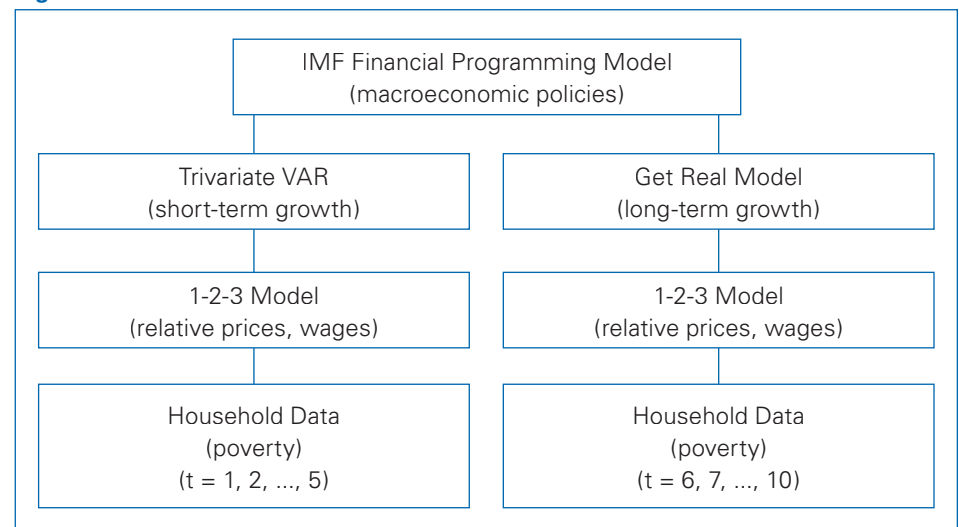 IMF Financial Programming Model
(macroeconomic policies)
Trivariate VAR
(short-term growth)
Get Real Model
(long-term growth)
1-2-3 Model
(relative prices, wages)
1-2-3 Model
(relative prices, wages)
Household Data
(poverty)
(t = 1, 2, ..., 5)
Household Data
(poverty)
(t = 6, 7, ..., 10)